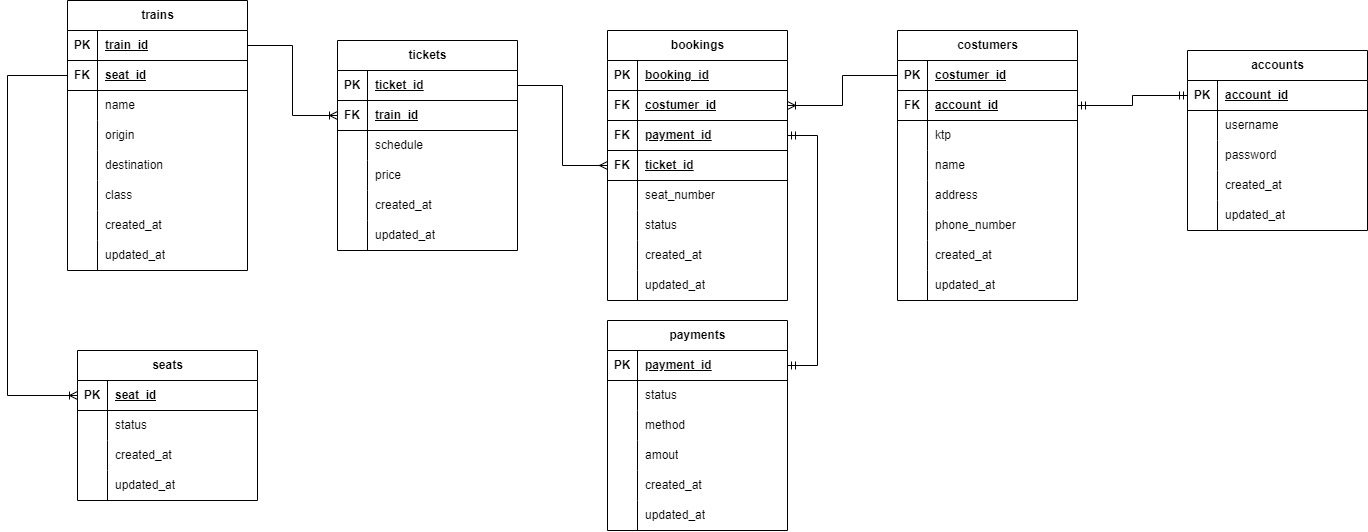 trains
PK train_id
FK seat_id
name
origin
destination
class
created_at
updated_at
tickets
PK ticket_id
FK train_id
schedule
price
created_at
updated_at
bookings
PK booking_id
FK costumer_id
FK payment_id
FK ticket_id
seat_number
status
created_at
updated_at
costumers
PK costumer_id
FK account_id
ktp
name
address
phone_number
created_at
updated_at
accounts
PK account_id
username
password
created_at
updated_at
seats
PK seat_id
status
created_at
updated_at
payments
PK payment_id
status
method
amout
created_at
updated_at